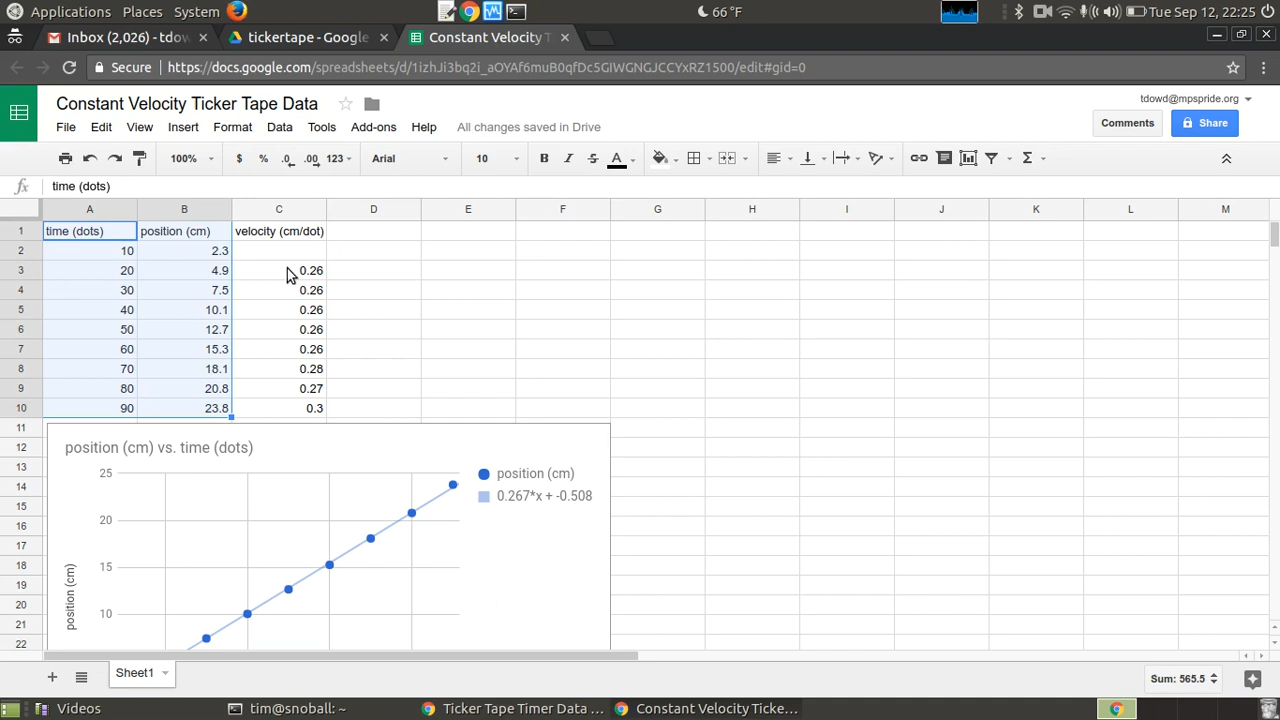 Applications Places System 66 °F Tue Sep 12, 22:25
Inbox (2,026) - tdow × tickertape - Google × Constant Velocity T ×
Secure https://docs.google.com/spreadsheets/d/1izhJi3bq2i_aOYAf6muB0qfDc5GIWGNGJCCYxRZ1500/edit#gid=0
Constant Velocity Ticker Tape Data tdowd@mpspride.org
File Edit View Insert Format Data Tools Add-ons Help All changes saved in Drive Comments Share
100% $ % .0 .00 123 Arial 10 B I S A Σ
fx time (dots)
A B C D E F G H I J K L M
1 time (dots) position (cm) velocity (cm/dot)
2 10 2.3
3 20 4.9 0.26
4 30 7.5 0.26
5 40 10.1 0.26
6 50 12.7 0.26
7 60 15.3 0.26
8 70 18.1 0.28
9 80 20.8 0.27
10 90 23.8 0.3
11
12
13
14
15
16
17
18
19
20
21
22
position (cm) vs. time (dots)
25
20
15
10
position (cm)
position (cm)
0.267*x + -0.508
Sheet1 Sum: 565.5
Videos tim@snoball: ~ Ticker Tape Timer Data ... Constant Velocity Ticke...